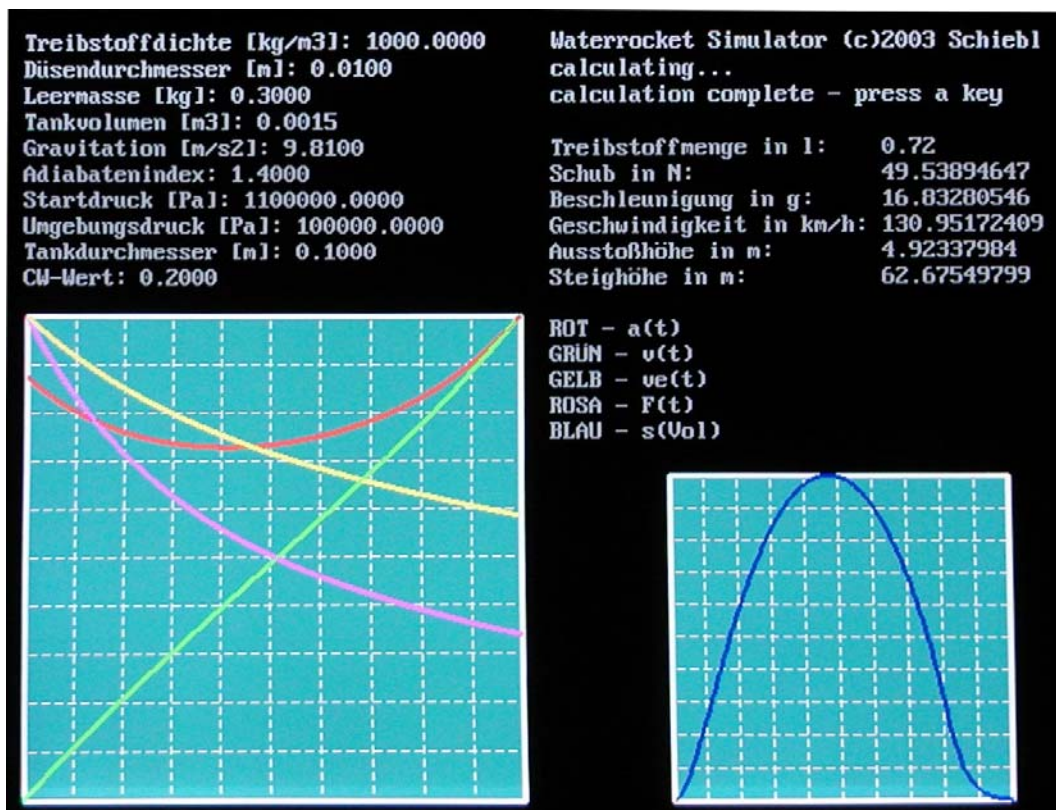 Treibstoffdichte [kg/m3]: 1000.0000
Düsendurchmesser [m]: 0.0100
Leermasse [kg]: 0.3000
Tankvolumen [m3]: 0.0015
Gravitation [m/s2]: 9.8100
Adiabatenindex: 1.4000
Startdruck [Pa]: 1100000.0000
Umgebungsdruck [Pa]: 100000.0000
Tankdurchmesser [m]: 0.1000
CW-Wert: 0.2000
Waterrocket Simulator (c)2003 Schiebl
calculating...
calculation complete - press a key
Treibstoffmenge in l: 0.72
Schub in N: 49.53894647
Beschleunigung in g: 16.83280546
Geschwindigkeit in km/h: 130.95172409
Ausstoßhöhe in m: 4.92337984
Steighöhe in m: 62.67549799
ROT - a(t)
GRÜN - v(t)
GELB - ve(t)
ROSA - F(t)
BLAU - s(Vol)